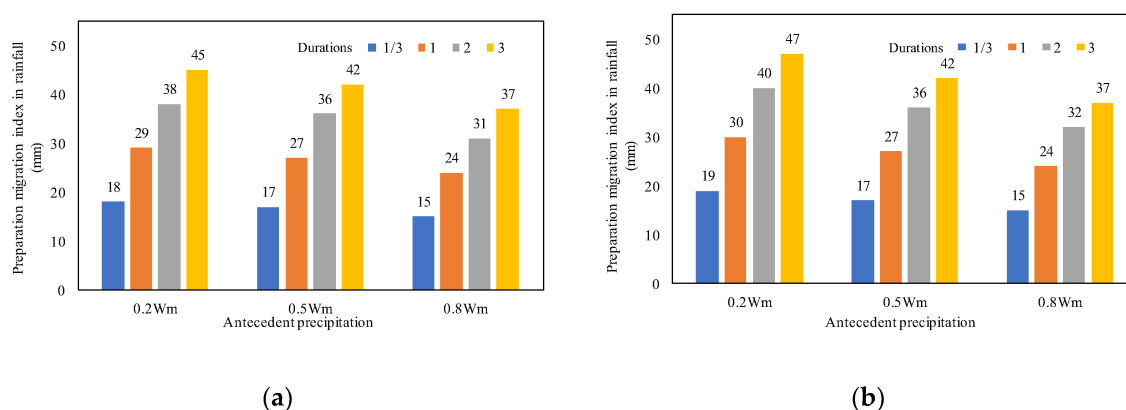 Preparation migration index in rainfall
(mm)
50
40
30
20
10
0
Durations 1/3 1 2 3
18 29 38 45
17 27 36 42
15 24 31 37
0.2Wm 0.5Wm 0.8Wm
Antecedent precipitation
(a)
Preparation migration index in rainfall
(mm)
50
40
30
20
10
0
Durations 1/3 1 2 3
19 30 40 47
17 27 36 42
15 24 32 37
0.2Wm 0.5Wm 0.8Wm
Antecedent precipitation
(b)